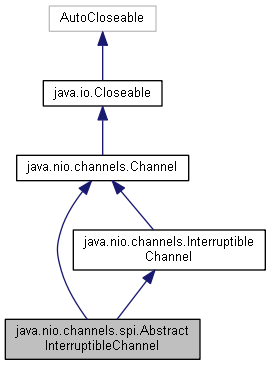 AutoCloseable
java.io.Closeable
java.nio.channels.Channel
java.nio.channels.Interruptible
Channel
java.nio.channels.spi.Abstract
InterruptibleChannel